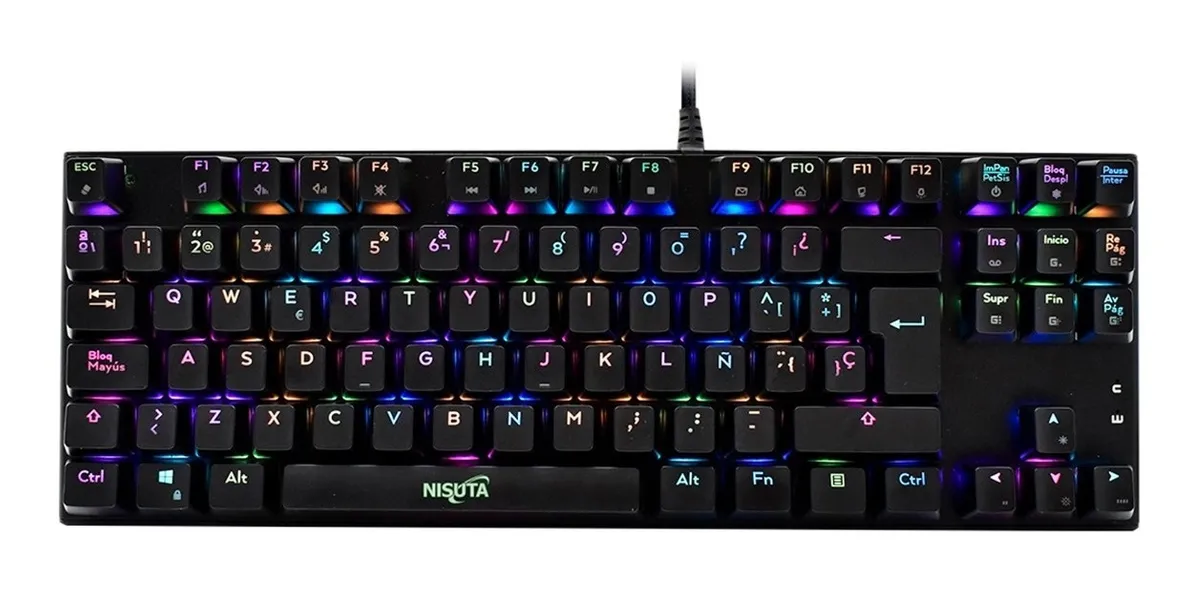 ESC F1 F2 F3 F4 F5 F6 F7 F8 F9 F10 F11 F12 ImPan Bloq Pausa
PetSis Despl Inter
ª 1 ! 2 “ @ 3 · # 4 $ 5 % 6 & ¬ 7 / 8 ( 9 ) 0 = , ? ¡ ¿ ← Ins Inicio Re
º \ Pág
Q W E R T Y U I O P ^ ` [ * + ] Supr Fin Av
€ Pág
Bloq A S D F G H J K L Ñ ¨ ´ { } Ç
Mayús
⇧ > < Z X C V B N M ; , : . _ - ⇧
Ctrl Alt NISUTA Alt Fn Ctrl